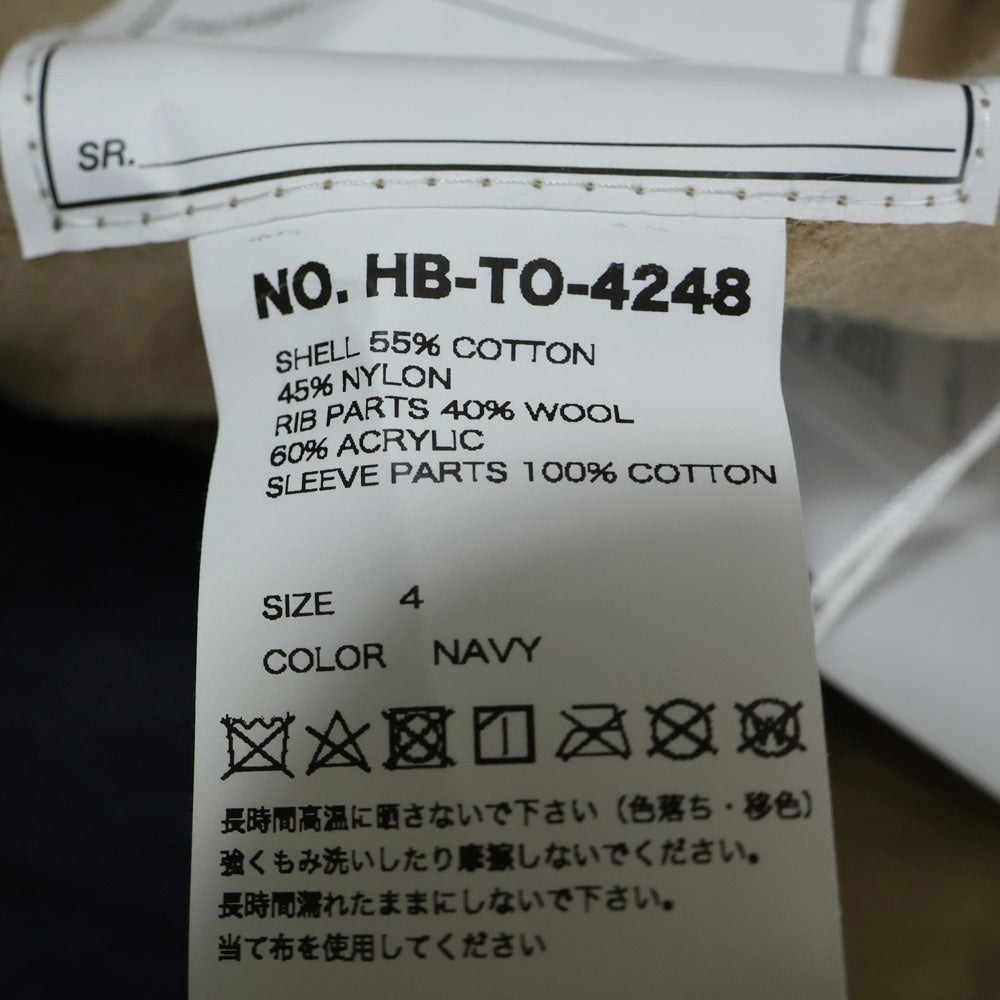 SR.
NO. HB-TO-4248
SHELL 55% COTTON
45% NYLON
RIB PARTS 40% WOOL
60% ACRYLIC
SLEEVE PARTS 100% COTTON
SIZE 4
COLOR NAVY
W
長時間高温に晒さないで下さい（色落ち・移色）
強くもみ洗いしたり摩擦しないでください。
長時間濡れたままにしないで下さい。
当て布を使用してください